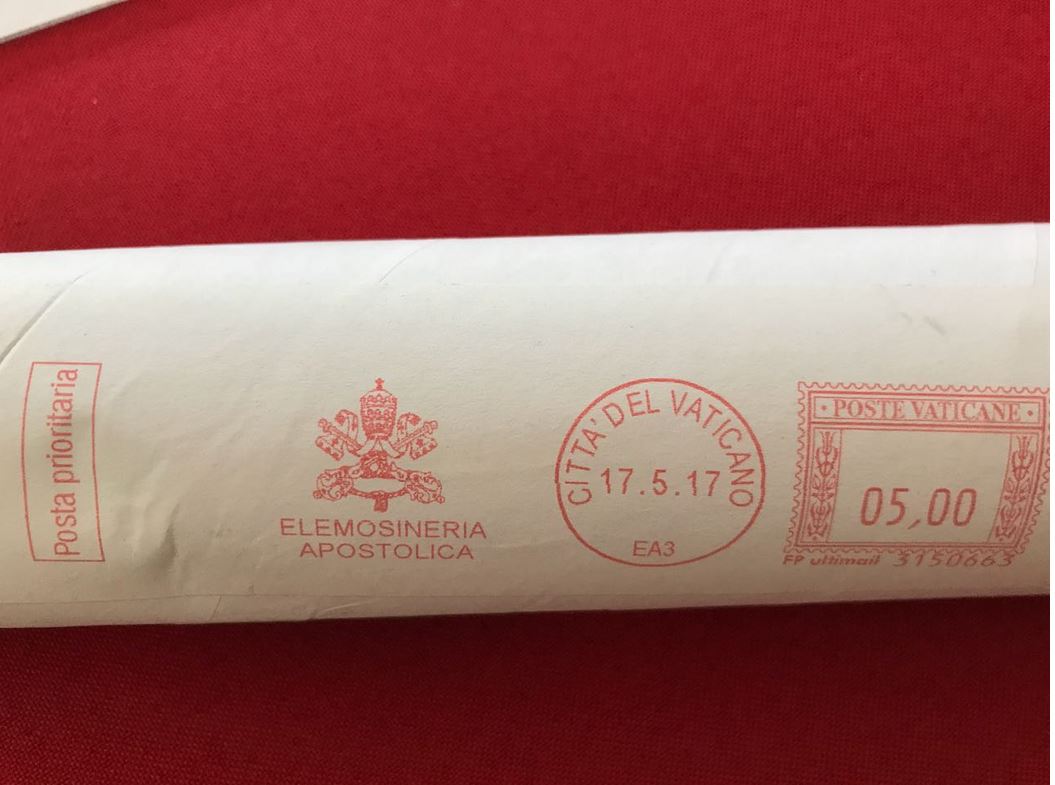 Posta prioritaria
ELEMOSINERIA
APOSTOLICA
CITTA' DEL VATICANO
17.5.17
EA3
· POSTE VATICANE ·
05,00
FP ultimail 3150663